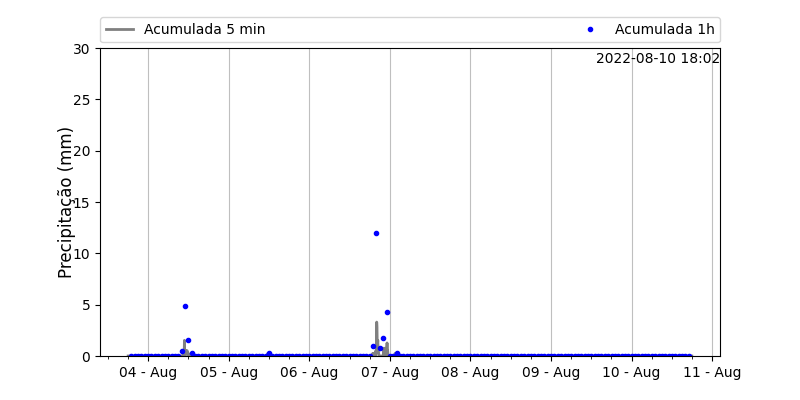 Acumulada 5 min Acumulada 1h
2022-08-10 18:02
30
25
20
15
10
5
0
Precipitação (mm)
04 - Aug 05 - Aug 06 - Aug 07 - Aug 08 - Aug 09 - Aug 10 - Aug 11 - Aug